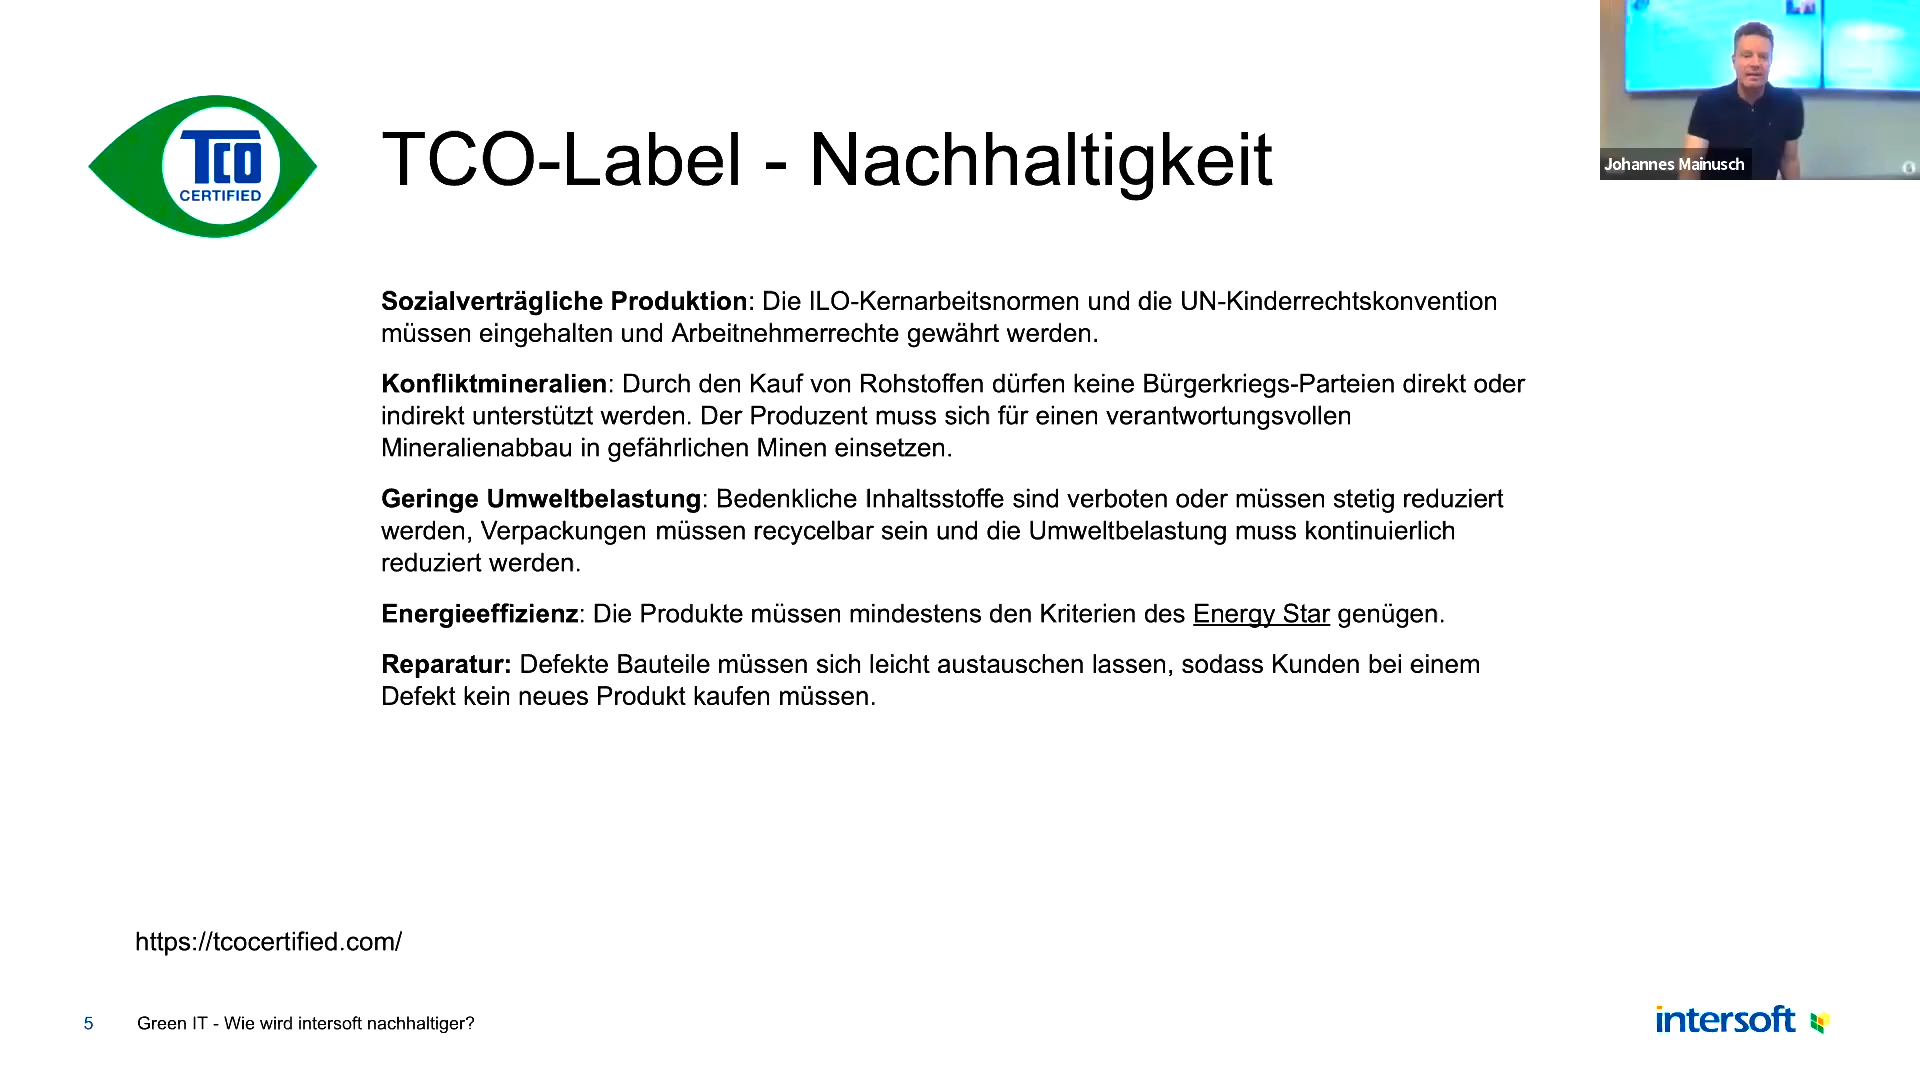 TCO
CERTIFIED
TCO-Label - Nachhaltigkeit
Johannes Mainusch
Sozialverträgliche Produktion: Die ILO-Kernarbeitsnormen und die UN-Kinderrechtskonvention
müssen eingehalten und Arbeitnehmerrechte gewährt werden.
Konfliktmineralien: Durch den Kauf von Rohstoffen dürfen keine Bürgerkriegs-Parteien direkt oder
indirekt unterstützt werden. Der Produzent muss sich für einen verantwortungsvollen
Mineralienabbau in gefährlichen Minen einsetzen.
Geringe Umweltbelastung: Bedenkliche Inhaltsstoffe sind verboten oder müssen stetig reduziert
werden, Verpackungen müssen recycelbar sein und die Umweltbelastung muss kontinuierlich
reduziert werden.
Energieeffizienz: Die Produkte müssen mindestens den Kriterien des Energy Star genügen.
Reparatur: Defekte Bauteile müssen sich leicht austauschen lassen, sodass Kunden bei einem
Defekt kein neues Produkt kaufen müssen.
https://tcocertified.com/
5 Green IT - Wie wird intersoft nachhaltiger?
intersoft